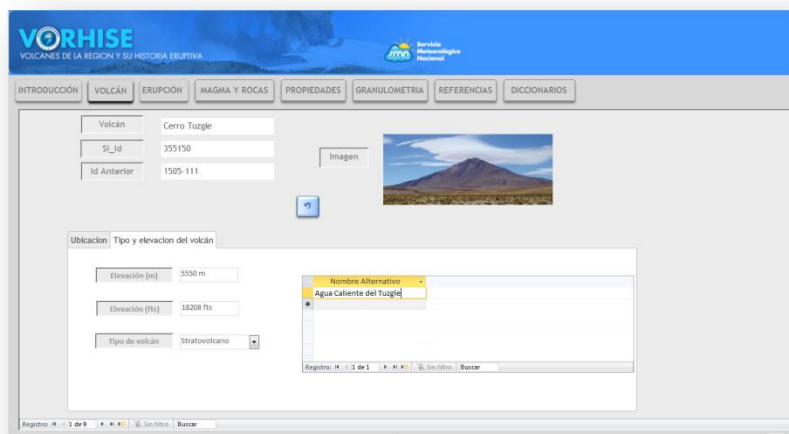 VORHISE
VOLCANES DE LA REGION Y SU HISTORIA ERUPTIVA
smn Servicio
Meteorológico
Nacional
INTRODUCCIÓN VOLCÁN ERUPCIÓN MAGMA Y ROCAS PROPIEDADES GRANULOMETRIA REFERENCIAS DICCIONARIOS
Volcán Cerro Tuzgle
SI_Id 355150
Id Anterior 1505-111
Imagen
Ubicacion Tipo y elevacion del volcán
Elevación (m) 5550 m
Elevación (fts) 18208 fts
Tipo de volcán Stratovolcano
Nombre Alternativo
Agua Caliente del Tuzgle
Registro: 1 de 1 Sin filtro Buscar
Registro: 1 de 9 Sin filtro Buscar